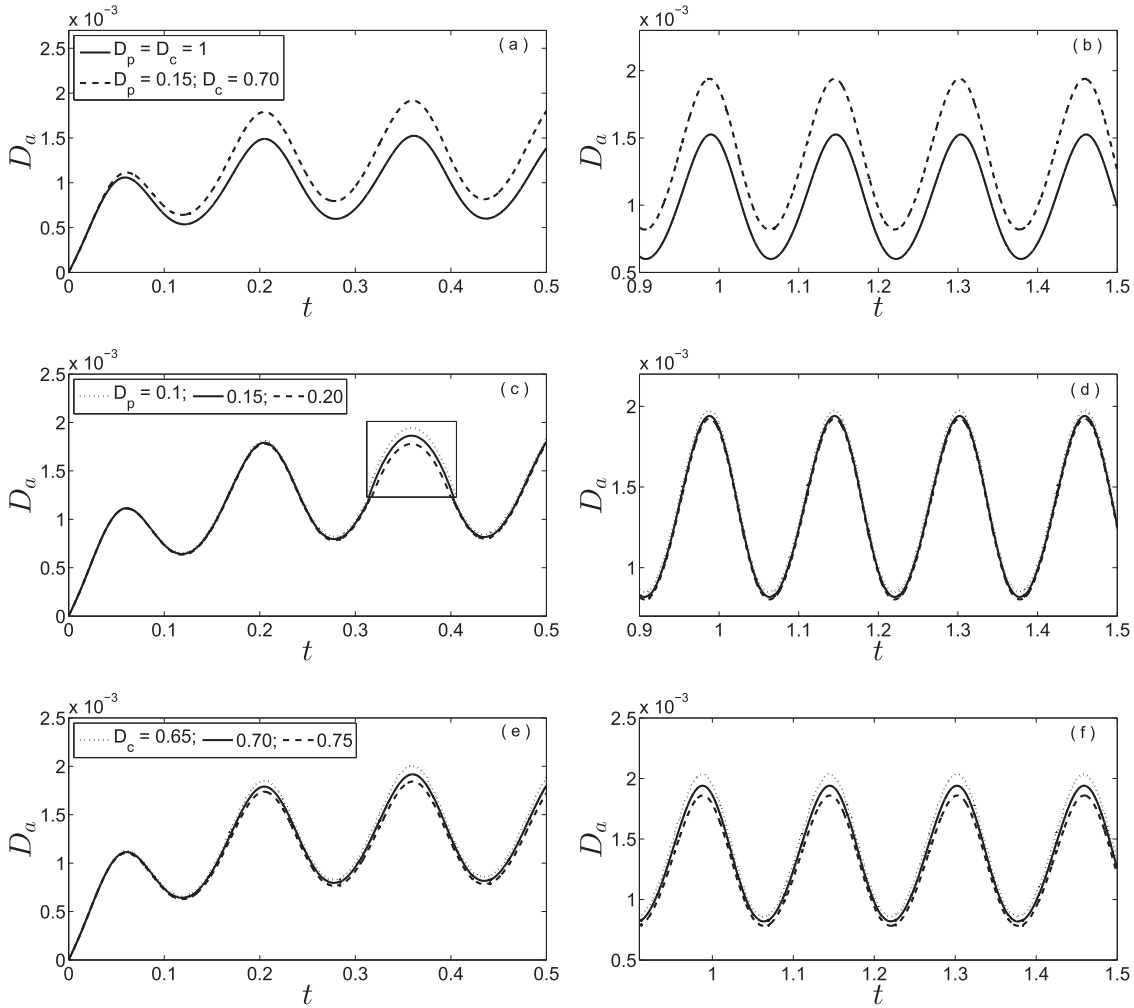 x 10⁻³
( a )
D_p = D_c = 1
D_p = 0.15; D_c = 0.70
2.5
2
1.5
1
0.5
0
D_a
0 0.1 0.2 0.3 0.4 0.5
t
x 10⁻³
( b )
2
1.5
1
0.5
D_a
0.9 1 1.1 1.2 1.3 1.4 1.5
t
x 10⁻³
( c )
D_p = 0.1; 0.15; 0.20
2.5
2
1.5
1
0.5
0
D_a
0 0.1 0.2 0.3 0.4 0.5
t
x 10⁻³
( d )
2
1.5
1
D_a
0.9 1 1.1 1.2 1.3 1.4 1.5
t
x 10⁻³
( e )
D_c = 0.65; 0.70; 0.75
2.5
2
1.5
1
0.5
0
D_a
0 0.1 0.2 0.3 0.4 0.5
t
x 10⁻³
( f )
2.5
2
1.5
1
0.5
D_a
1 1.1 1.2 1.3 1.4 1.5
t